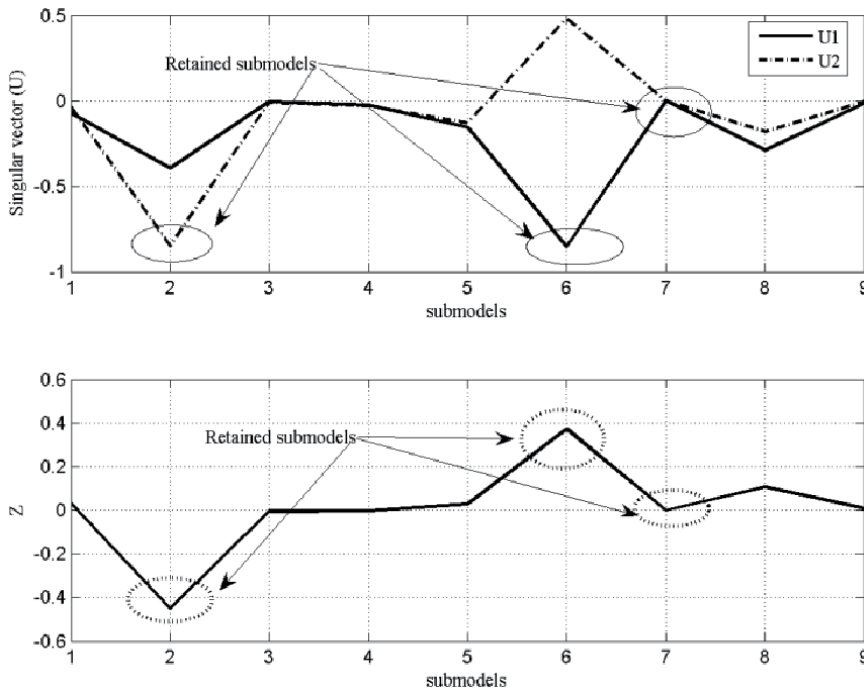 0.5
0
-0.5
-1
Singular vector (U)
Retained submodels
U1
U2
1 2 3 4 5 6 7 8 9
submodels
0.6
0.4
0.2
0
-0.2
-0.4
-0.6
Z
Retained submodels
1 2 3 4 5 6 7 8 9
submodels